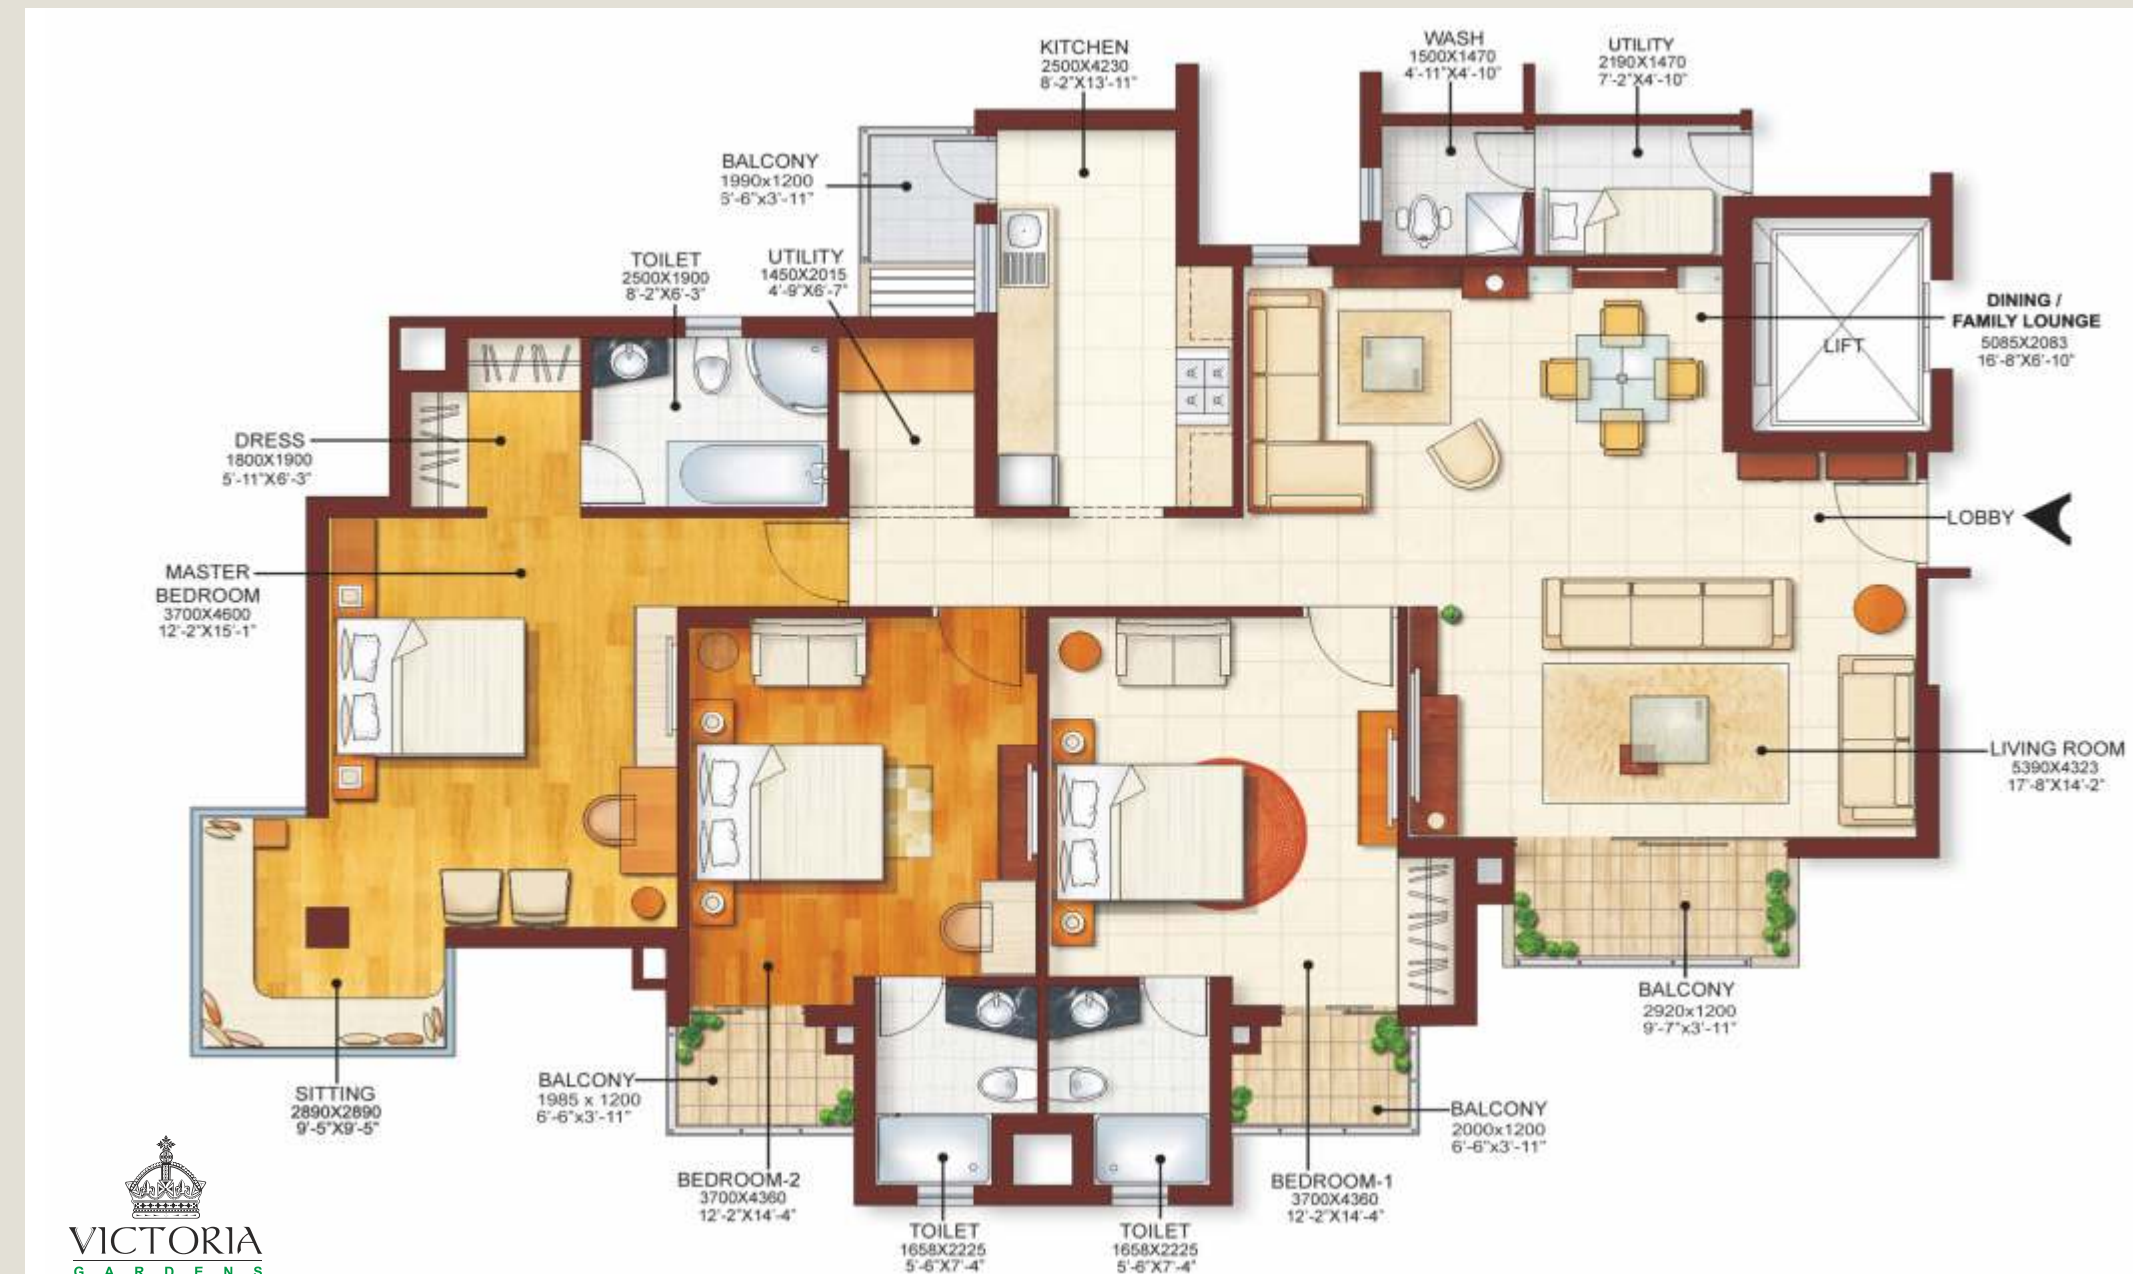 KITCHEN
2500X4230
8'-2"X13'-11"
WASH
1500X1470
4'-11"X4'-10"
UTILITY
2190X1470
7'-2"X4'-10"
BALCONY
1990x1200
6'-6"x3'-11"
TOILET
2500X1900
8'-2"X6'-3"
UTILITY
1450X2015
4'-9"X6'-7"
DINING /
FAMILY LOUNGE
5085X2083
16'-8"X6'-10"
LIFT
DRESS
1800X1900
5'-11"X6'-3"
LOBBY
MASTER
BEDROOM
3700X4600
12'-2"X15'-1"
LIVING ROOM
5390X4323
17'-8"X14'-2"
BALCONY
2920x1200
9'-7"x3'-11"
SITTING
2890X2890
9'-5"X9'-5"
BALCONY
1985 x 1200
6'-6"x3'-11"
BALCONY
2000x1200
6'-6"x3'-11"
BEDROOM-2
3700X4360
12'-2"X14'-4"
BEDROOM-1
3700X4360
12'-2"X14'-4"
TOILET
1658X2225
5'-6"X7'-4"
TOILET
1658X2225
5'-6"X7'-4"
VICTORIA
GARDENS